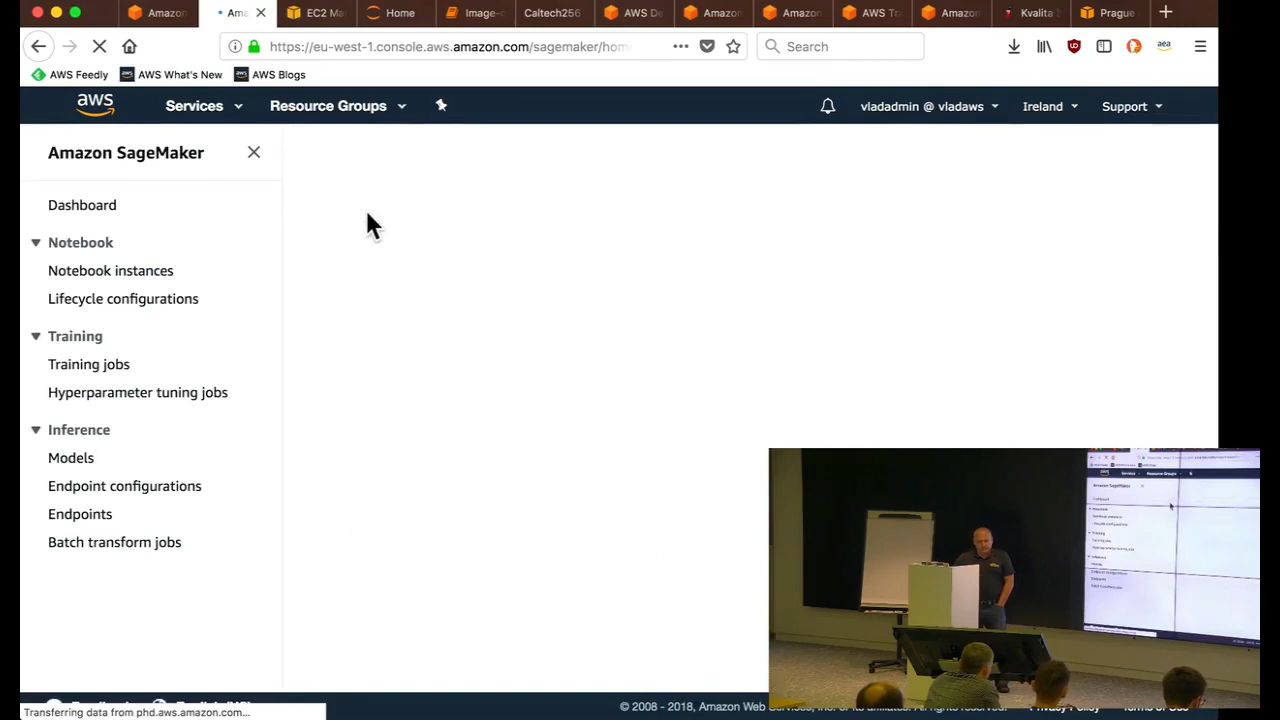 Amazon
Ama
EC2 Ma
Home
Image-c
Caltech256
AWS De
Amazon
Amazon
AWS Tr
Amazon
Kvalita
Prague
https://eu-west-1.console.aws.amazon.com/sagemaker/hom
Search
AWS Feedly
AWS What's New
AWS Blogs
aws
Services
Resource Groups
vladadmin @ vladaws
Ireland
Support
Amazon SageMaker
Dashboard
Notebook
Notebook instances
Lifecycle configurations
Training
Training jobs
Hyperparameter tuning jobs
Inference
Models
Endpoint configurations
Endpoints
Batch transform jobs
Transferring data from phd.aws.amazon.com...
© 2008 - 2018, Amazon Web Services, Inc. or its affiliates. All rights reserved.
Privacy Policy
Terms of Use